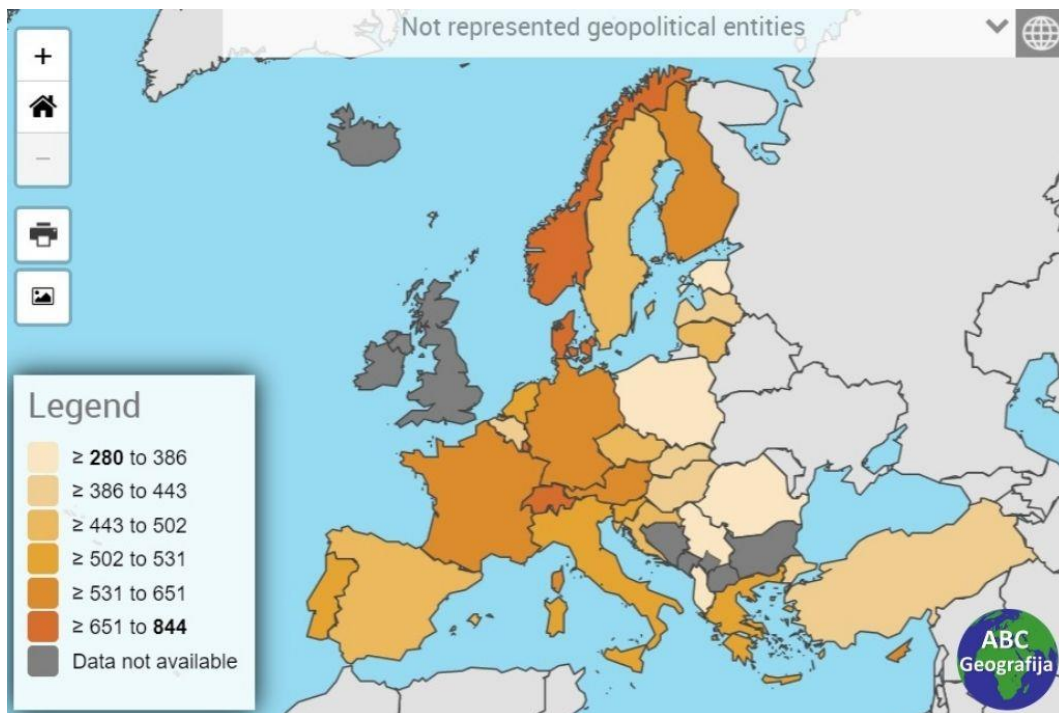 Not represented geopolitical entities
+
−
Legend
≥ 280 to 386
≥ 386 to 443
≥ 443 to 502
≥ 502 to 531
≥ 531 to 651
≥ 651 to 844
Data not available
ABC
Geografija